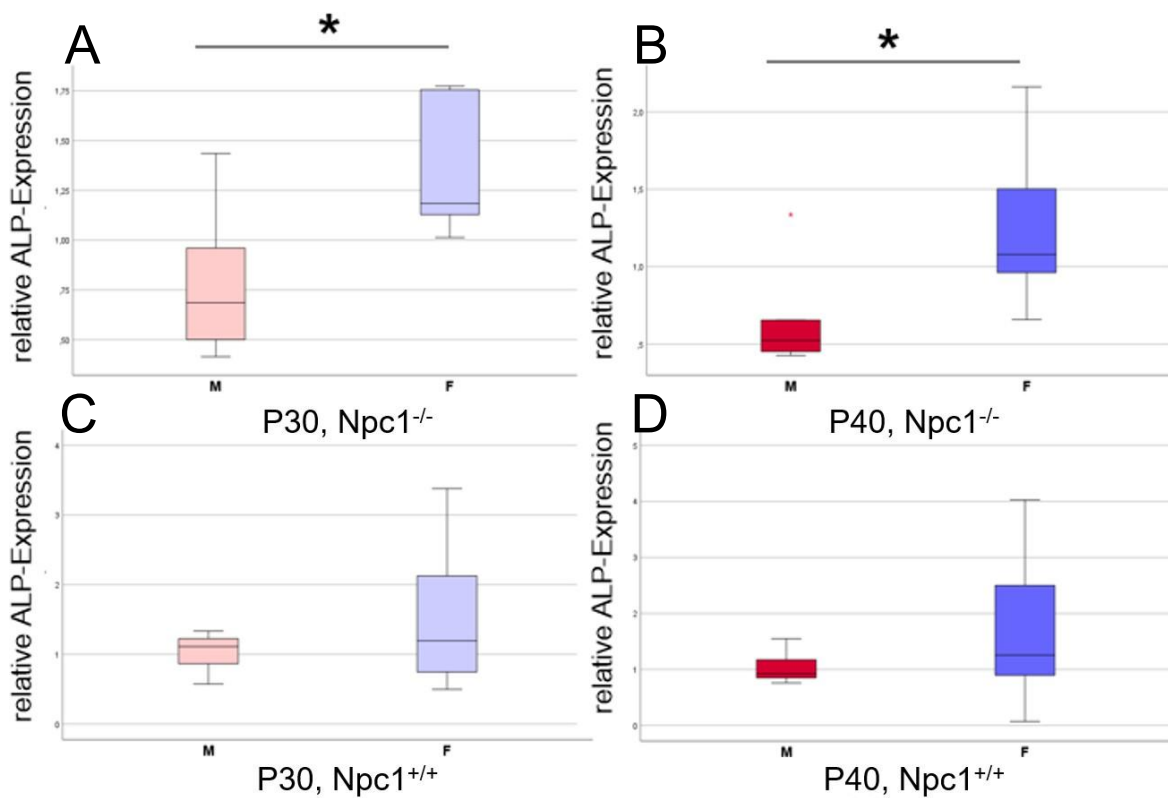 A
*
relative ALP-Expression
1,75
1,50
1,25
1,00
,75
,50
M F
P30, Npc1-/-
B
*
relative ALP-Expression
2,0
1,5
1,0
,5
M F
P40, Npc1-/-
C
relative ALP-Expression
4
3
2
1
0
M F
P30, Npc1+/+
D
relative ALP-Expression
5
4
3
2
1
0
M F
P40, Npc1+/+